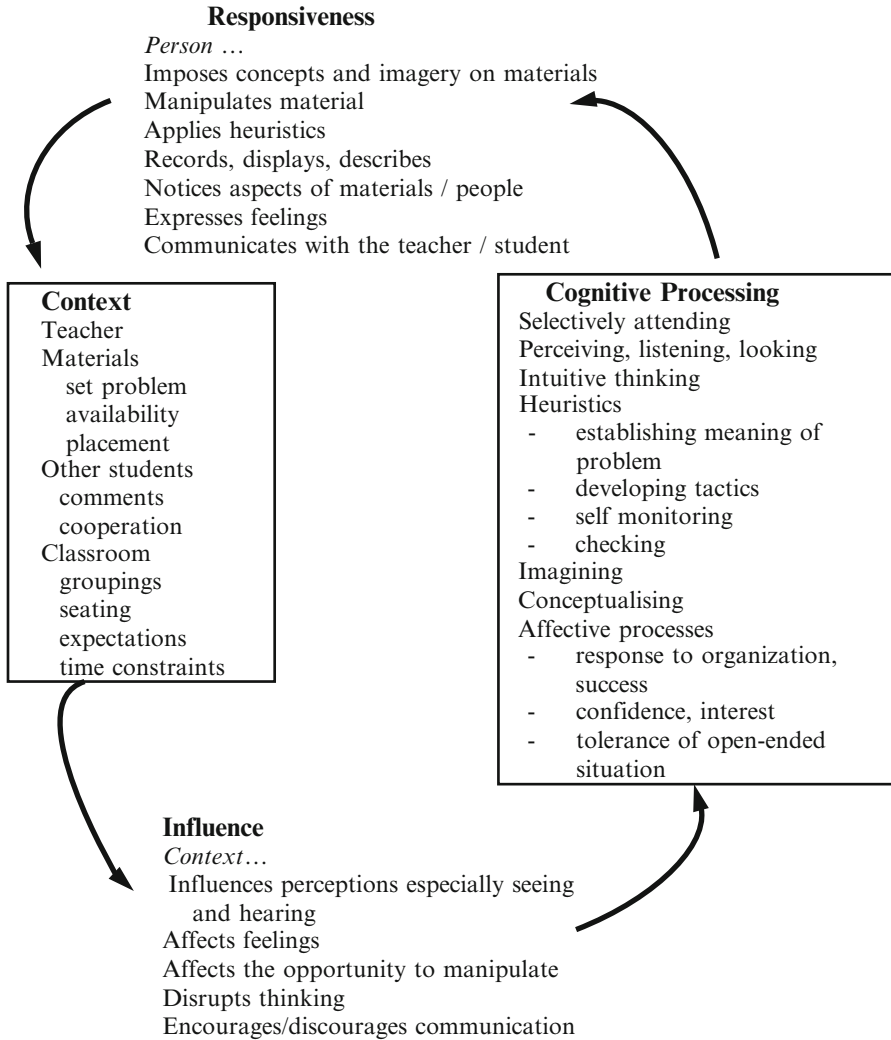 Responsiveness
Person …
Imposes concepts and imagery on materials
Manipulates material
Applies heuristics
Records, displays, describes
Notices aspects of materials / people
Expresses feelings
Communicates with the teacher / student
Context
Teacher
Materials
set problem
availability
placement
Other students
comments
cooperation
Classroom
groupings
seating
expectations
time constraints
Cognitive Processing
Selectively attending
Perceiving, listening, looking
Intuitive thinking
Heuristics
- establishing meaning of
problem
- developing tactics
- self monitoring
- checking
Imagining
Conceptualising
Affective processes
- response to organization,
success
- confidence, interest
- tolerance of open-ended
situation
Influence
Context…
Influences perceptions especially seeing
and hearing
Affects feelings
Affects the opportunity to manipulate
Disrupts thinking
Encourages/discourages communication